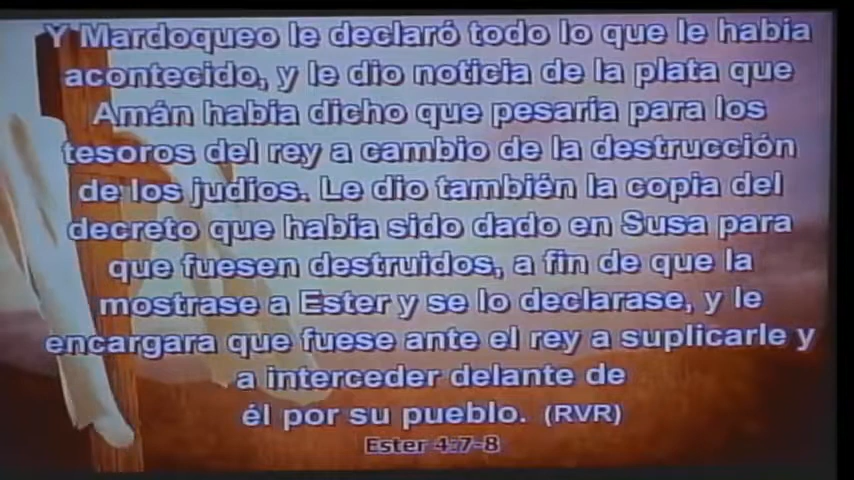 Y Mardoqueo le declaró todo lo que le había
acontecido, y le dio noticia de la plata que
Amán había dicho que pesaría para los
tesoros del rey a cambio de la destrucción
de los judíos. Le dio también la copia del
decreto que había sido dado en Susa para
que fuesen destruidos, a fin de que la
mostrase a Ester y se lo declarase, y le
encargara que fuese ante el rey a suplicarle y
a interceder delante de
él por su pueblo. (RVR)
Ester 4:7-8